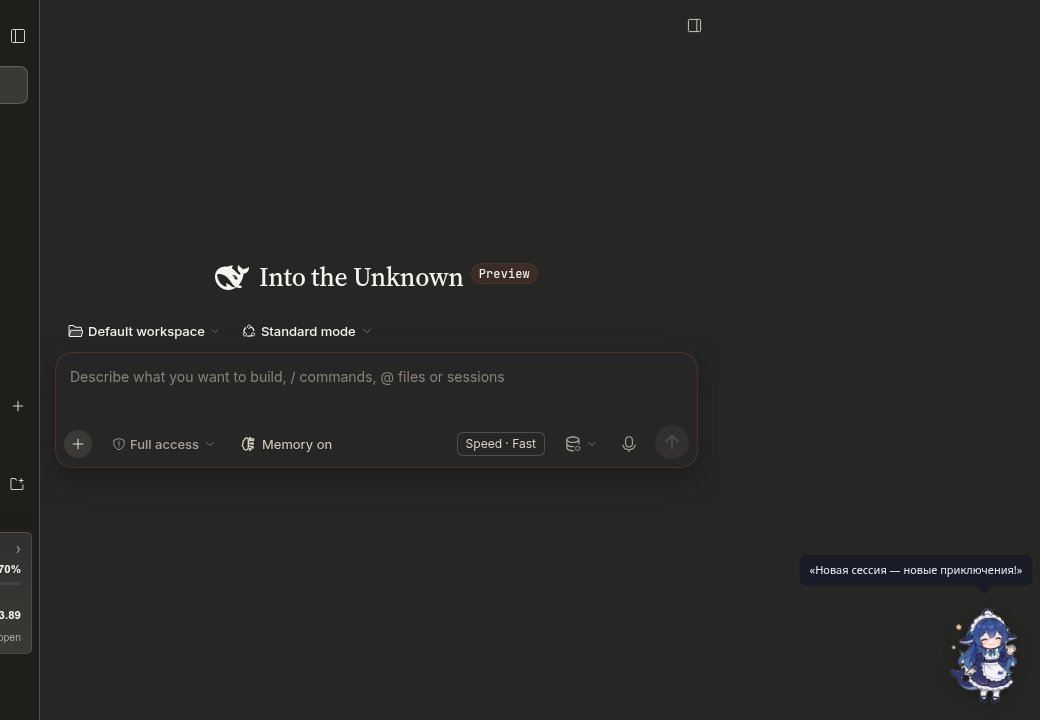 Into the Unknown Preview
Default workspace Standard mode
Describe what you want to build, / commands, @ files or sessions
Full access Memory on Speed · Fast
70%
3.89
open
«Новая сессия — новые приключения!»